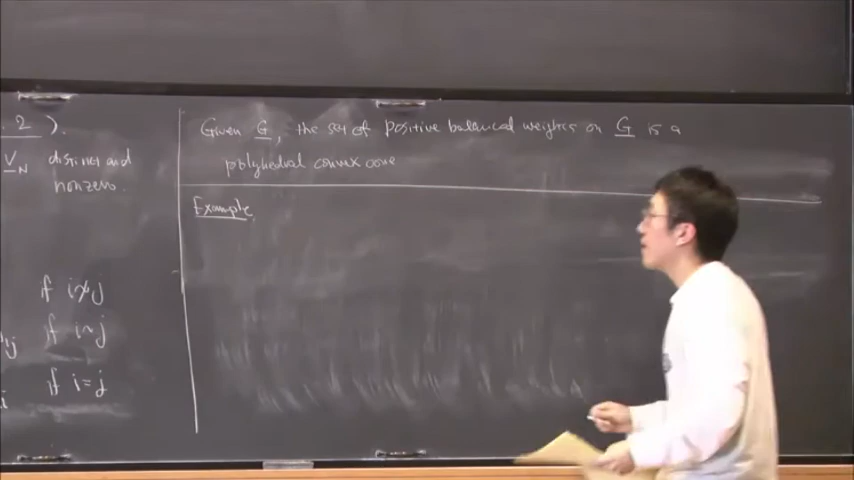 . 2 ).
V_N distinct and
nonzero.
if i≁j
if i~j
ij
if i=j
Given G, the set of positive balanced weights on G is a
polyhedral convex cone
Example